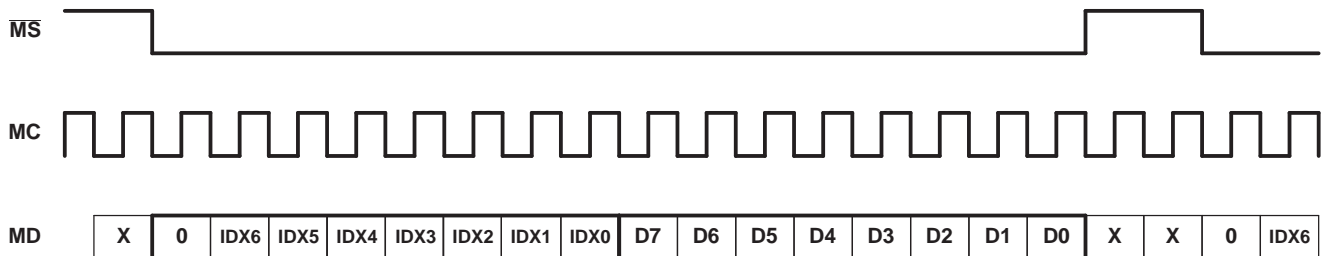 MS
MC
MD X 0 IDX6 IDX5 IDX4 IDX3 IDX2 IDX1 IDX0 D7 D6 D5 D4 D3 D2 D1 D0 X X 0 IDX6